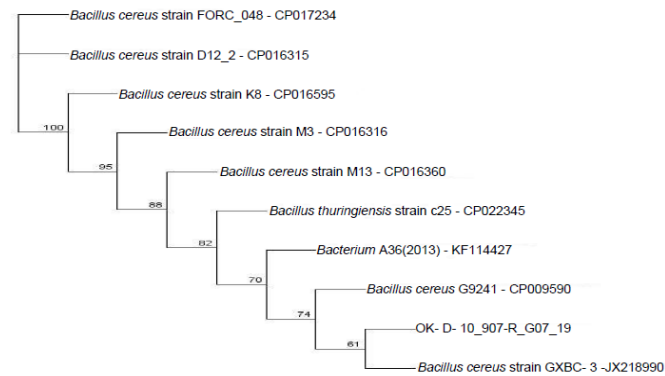 Bacillus cereus strain FORC_048 - CP017234
Bacillus cereus strain D12_2 - CP016315
Bacillus cereus strain K8 - CP016595
100
Bacillus cereus strain M3 - CP016316
95
Bacillus cereus strain M13 - CP016360
88
Bacillus thuringiensis strain c25 - CP022345
82
Bacterium A36(2013) - KF114427
70
Bacillus cereus G9241 - CP009590
74
OK- D- 10_907-R_G07_19
61
Bacillus cereus strain GXBC- 3 -JX218990